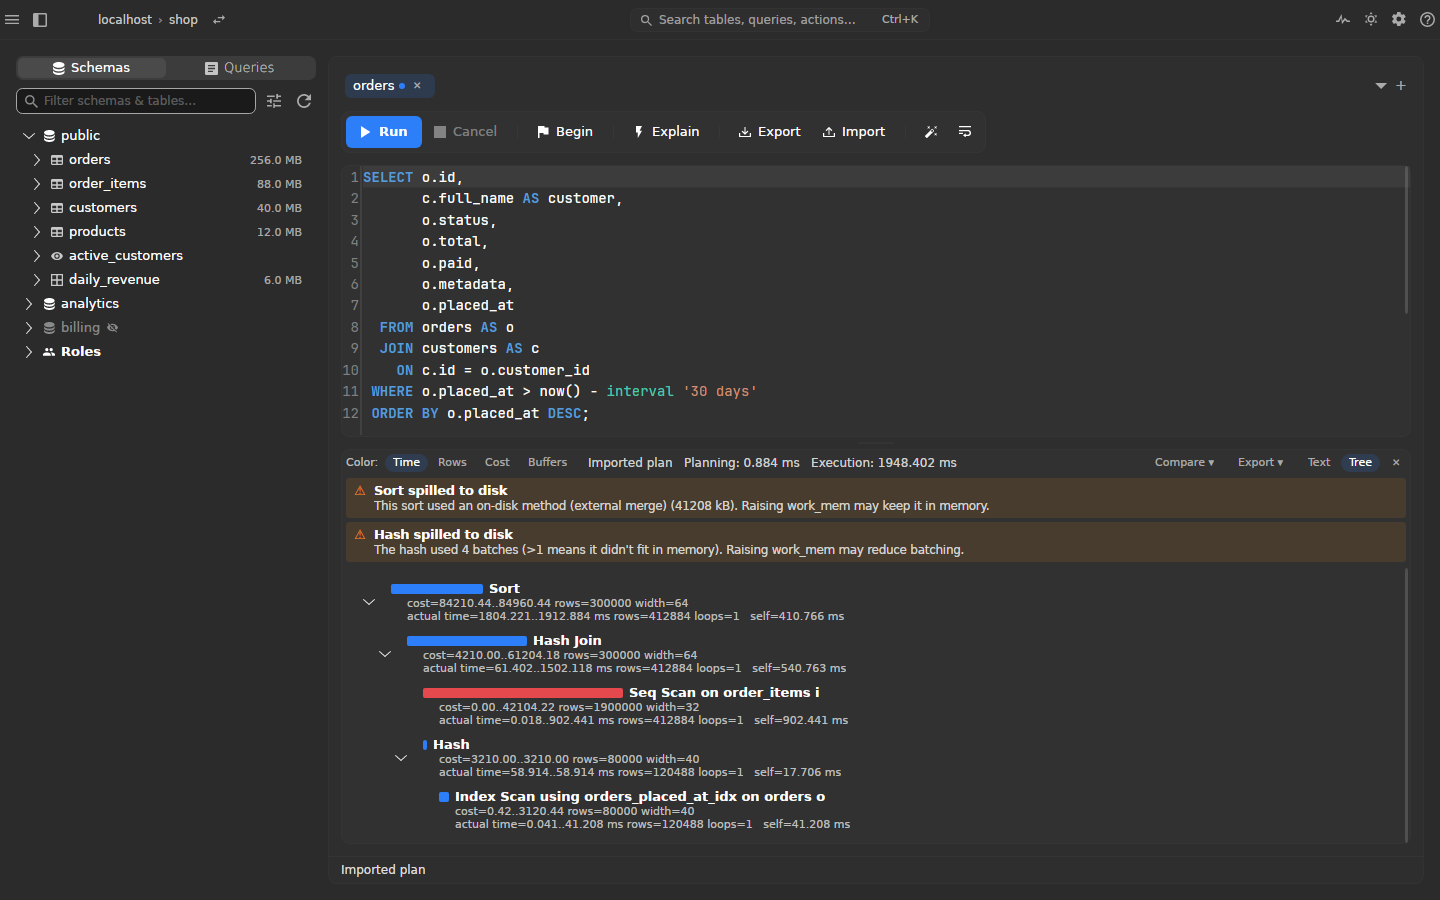 localhost › shop
Search tables, queries, actions... Ctrl+K
Schemas
Queries
Filter schemas & tables...
public
orders 256.0 MB
order_items 88.0 MB
customers 40.0 MB
products 12.0 MB
active_customers
daily_revenue 6.0 MB
analytics
billing
Roles
orders ×
Run Cancel Begin Explain Export Import
1 SELECT o.id,
2 c.full_name AS customer,
3 o.status,
4 o.total,
5 o.paid,
6 o.metadata,
7 o.placed_at
8 FROM orders AS o
9 JOIN customers AS c
10 ON c.id = o.customer_id
11 WHERE o.placed_at > now() - interval '30 days'
12 ORDER BY o.placed_at DESC;
Color: Time Rows Cost Buffers Imported plan Planning: 0.884 ms Execution: 1948.402 ms Compare ▾ Export ▾ Text Tree ×
⚠ Sort spilled to disk
This sort used an on-disk method (external merge) (41208 kB). Raising work_mem may keep it in memory.
⚠ Hash spilled to disk
The hash used 4 batches (>1 means it didn't fit in memory). Raising work_mem may reduce batching.
Sort
cost=84210.44..84960.44 rows=300000 width=64
actual time=1804.221..1912.884 ms rows=412884 loops=1 self=410.766 ms
Hash Join
cost=4210.00..61204.18 rows=300000 width=64
actual time=61.402..1502.118 ms rows=412884 loops=1 self=540.763 ms
Seq Scan on order_items i
cost=0.00..42104.22 rows=1900000 width=32
actual time=0.018..902.441 ms rows=412884 loops=1 self=902.441 ms
Hash
cost=3210.00..3210.00 rows=80000 width=40
actual time=58.914..58.914 ms rows=120488 loops=1 self=17.706 ms
Index Scan using orders_placed_at_idx on orders o
cost=0.42..3120.44 rows=80000 width=40
actual time=0.041..41.208 ms rows=120488 loops=1 self=41.208 ms
Imported plan